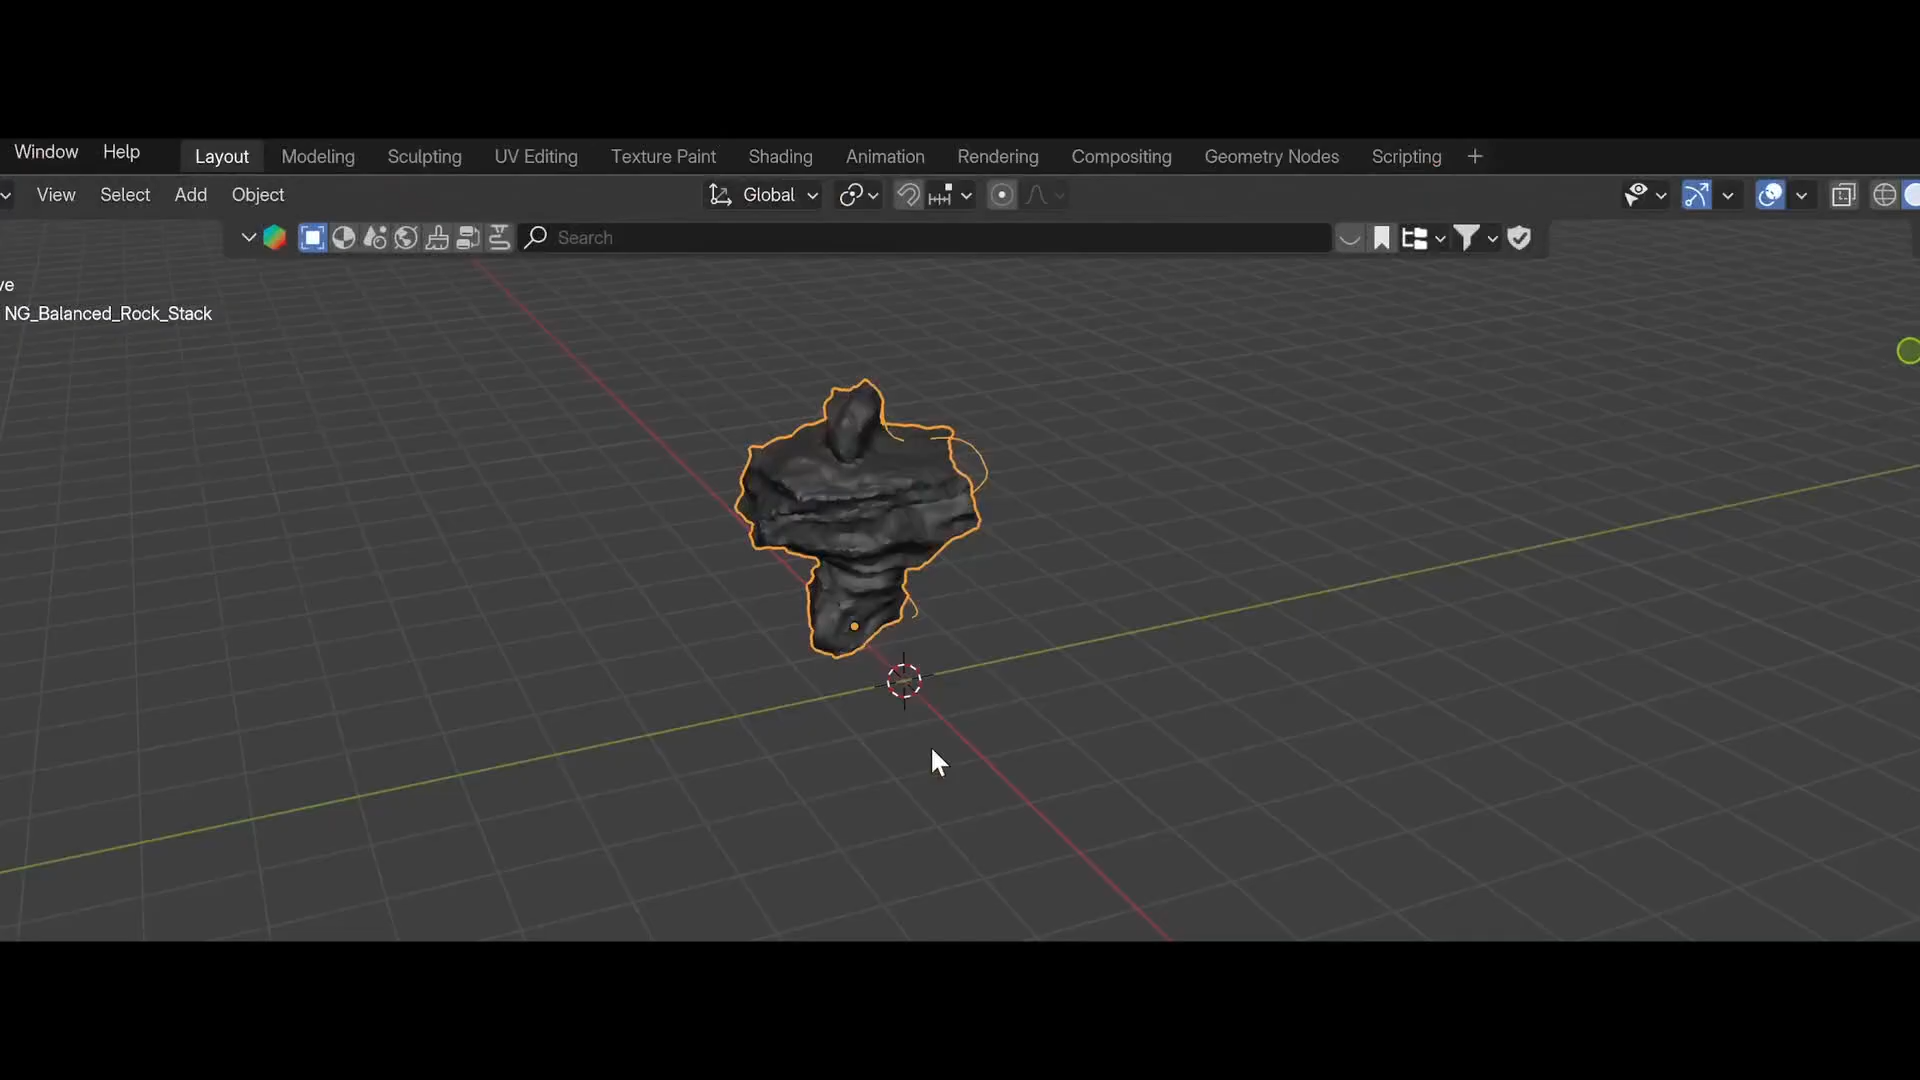 Window Help Layout Modeling Sculpting UV Editing Texture Paint Shading Animation Rendering Compositing Geometry Nodes Scripting +
View Select Add Object Global
Search
ve
NG_Balanced_Rock_Stack